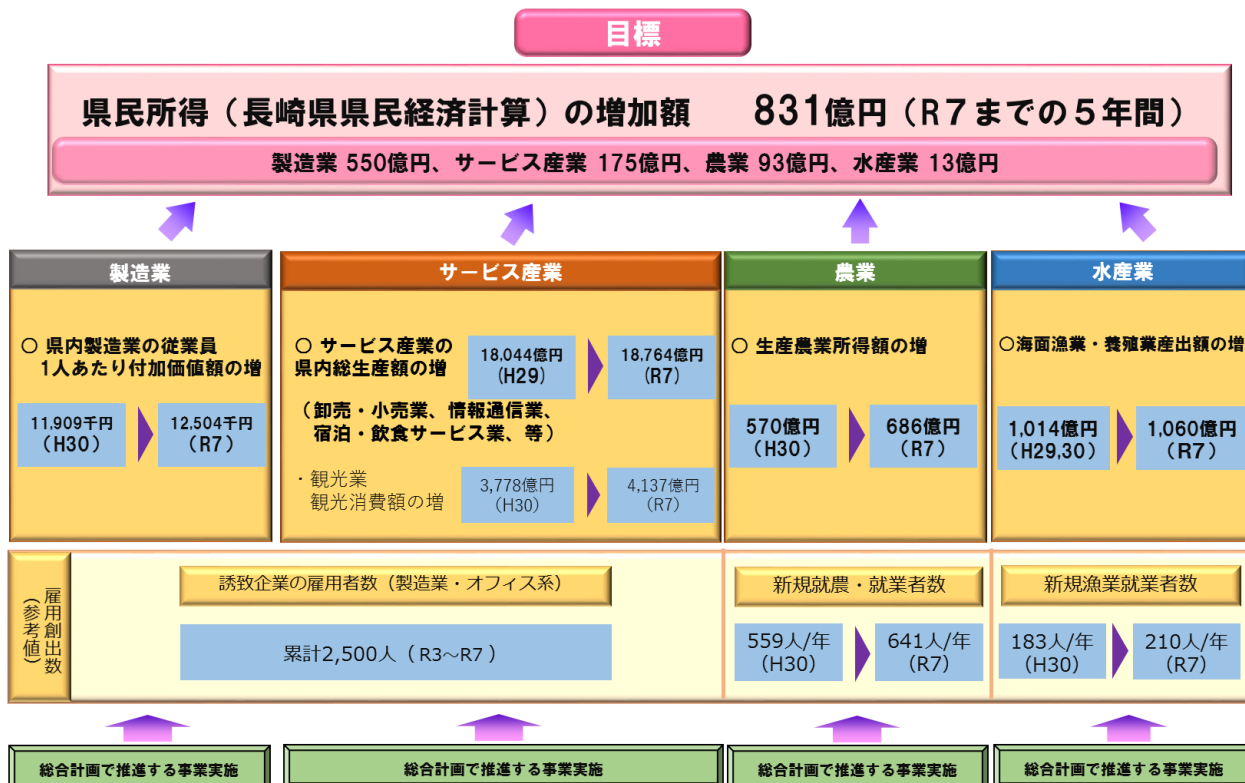 目標
県民所得（長崎県県民経済計算）の増加額　831億円（R７までの５年間）
製造業 550億円、サービス産業 175億円、農業 93億円、水産業 13億円
製造業
○ 県内製造業の従業員
1人あたり付加価値額の増
11,909千円
（H30）
12,504千円
（R7）
サービス産業
○ サービス産業の
県内総生産額の増
18,044億円
（H29）
18,764億円
（R7）
（卸売・小売業、情報通信業、
宿泊・飲食サービス業、等）
・観光業
観光消費額の増
3,778億円
（H30）
4,137億円
（R7）
農業
○ 生産農業所得額の増
570億円
（H30）
686億円
（R7）
水産業
○海面漁業・養殖業産出額の増
1,014億円
（H29,30）
1,060億円
（R7）
雇用創出数
（参考値）
誘致企業の雇用者数（製造業・オフィス系）
累計2,500人（R3～R7）
新規就農・就業者数
559人/年
（H30）
641人/年
（R7）
新規漁業就業者数
183人/年
（H30）
210人/年
（R7）
総合計画で推進する事業実施
総合計画で推進する事業実施
総合計画で推進する事業実施
総合計画で推進する事業実施